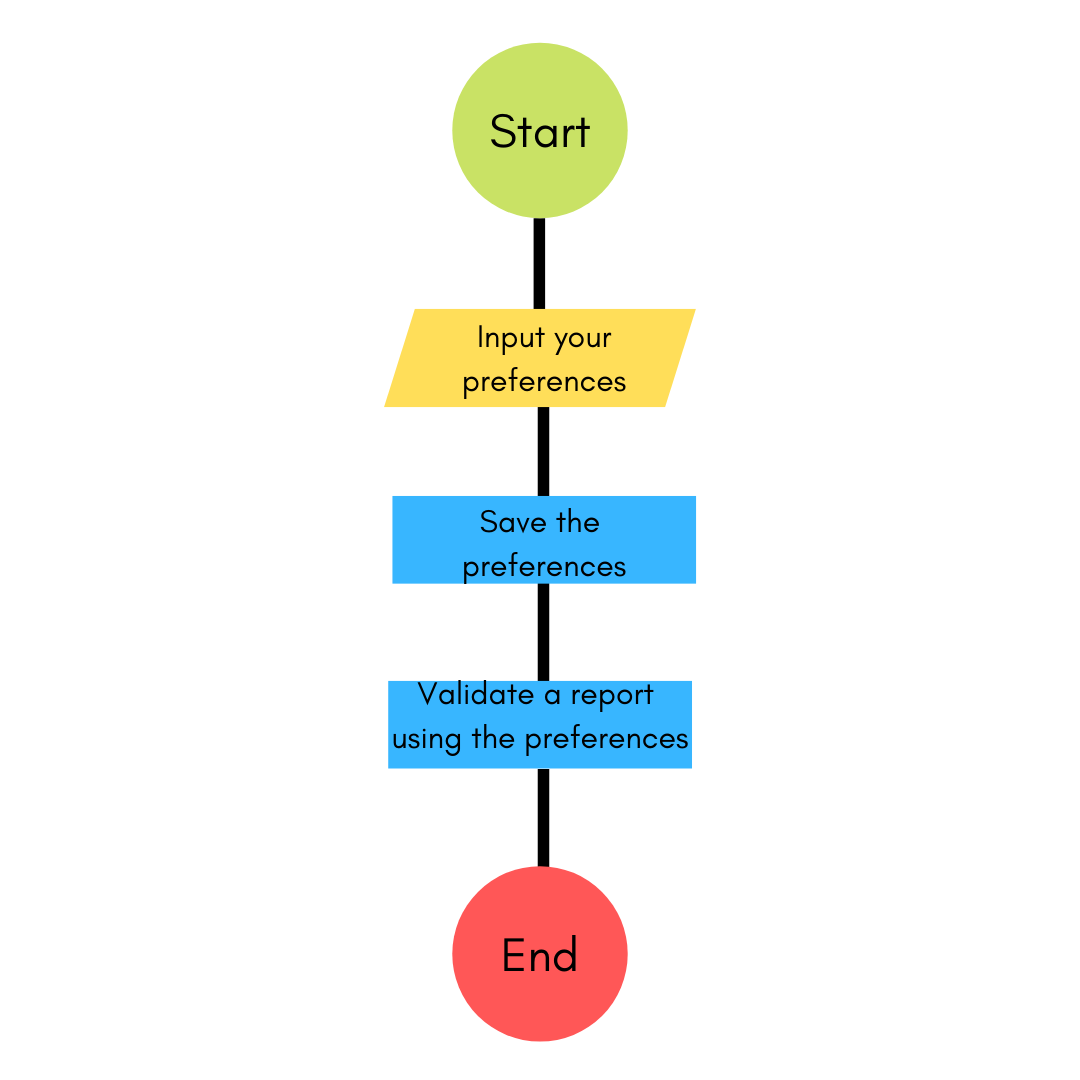 Start
Input your
preferences
Save the
preferences
Validate a report
using the preferences
End